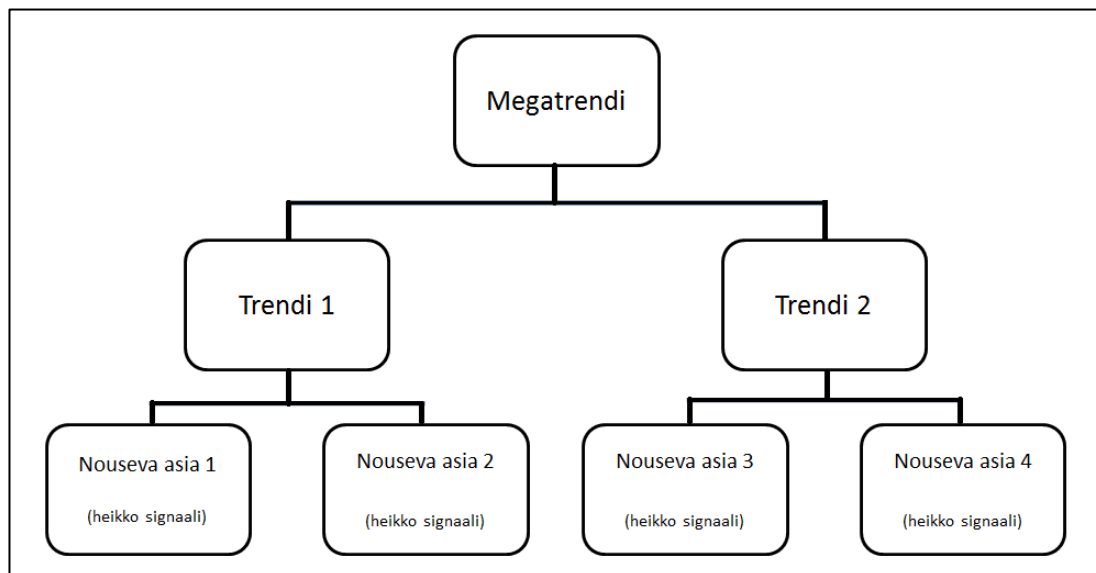 Megatrendi
Trendi 1
Trendi 2
Nouseva asia 1
(heikko signaali)
Nouseva asia 2
(heikko signaali)
Nouseva asia 3
(heikko signaali)
Nouseva asia 4
(heikko signaali)